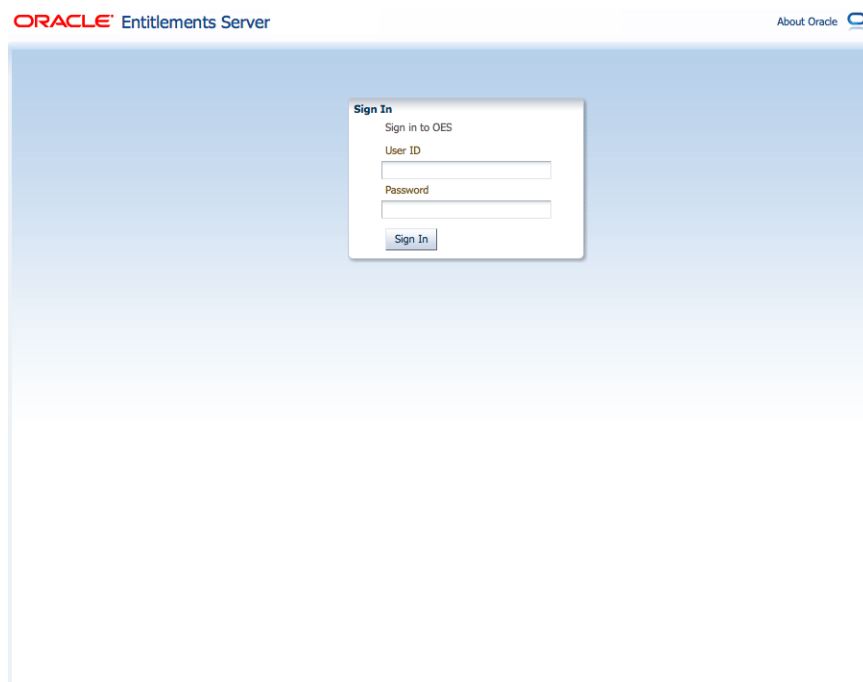 ORACLE Entitlements Server
About Oracle
Sign In
Sign in to OES
User ID
Password
Sign In